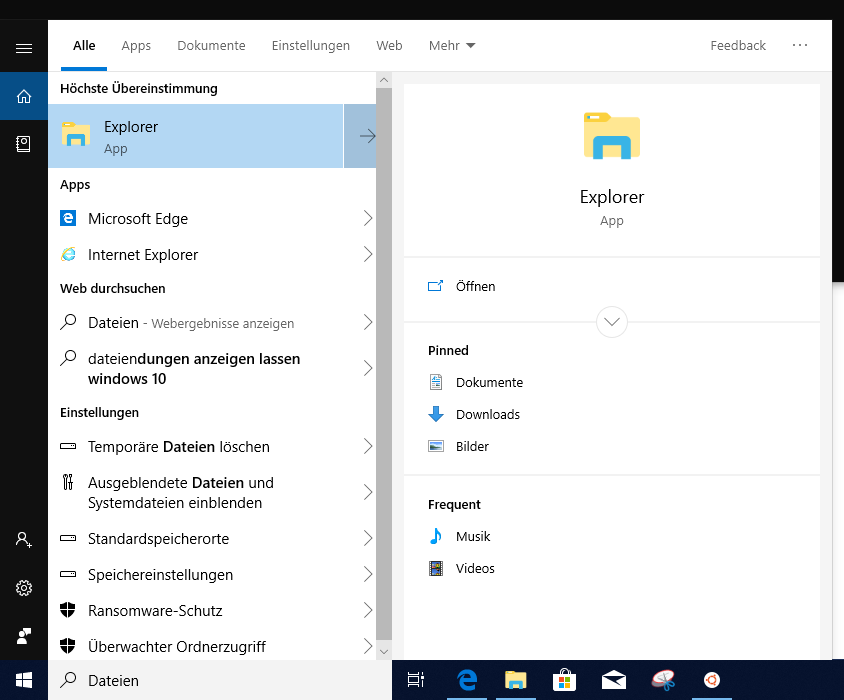 Alle Apps Dokumente Einstellungen Web Mehr Feedback ···
Höchste Übereinstimmung
Explorer
App
Apps
Microsoft Edge
Internet Explorer
Web durchsuchen
Dateien - Webergebnisse anzeigen
dateiendungen anzeigen lassen
windows 10
Einstellungen
Temporäre Dateien löschen
Ausgeblendete Dateien und
Systemdateien einblenden
Standardspeicherorte
Speichereinstellungen
Ransomware-Schutz
Überwachter Ordnerzugriff
Dateien
Explorer
App
Öffnen
Pinned
Dokumente
Downloads
Bilder
Frequent
Musik
Videos